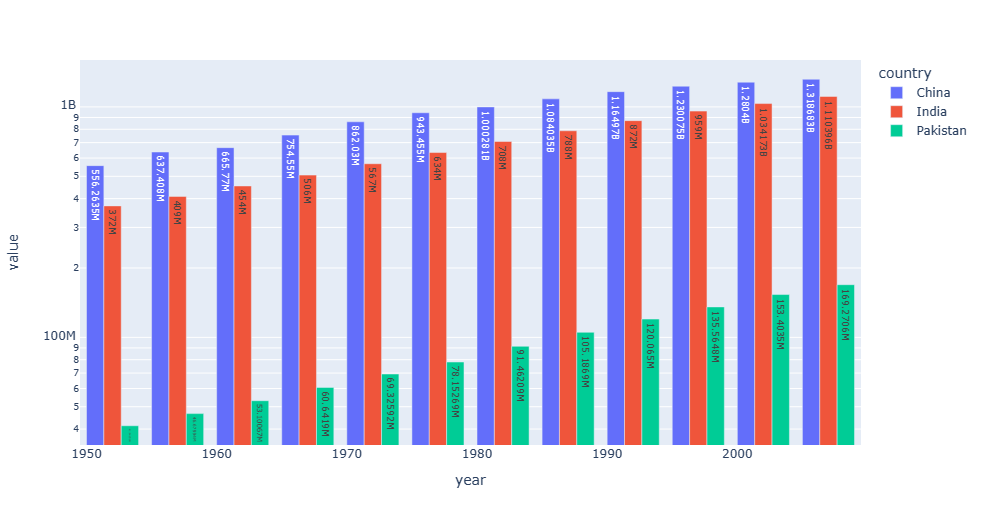 country
China
India
Pakistan
value
1B
9
8
7
6
5
4
3
2
100M
9
8
7
6
5
4
556.2635M
372M
637.408M
409M
665.77M
454M
53.10067M
754.55M
506M
60.6419M
862.03M
567M
69.32592M
943.455M
634M
78.15269M
1.000281B
708M
91.46209M
1.084035B
788M
105.1869M
1.16497B
872M
120.065M
1.230075B
959M
135.5648M
1.2804B
1.034173B
153.4035M
1.318683B
1.110396B
169.2706M
1950
1960
1970
1980
1990
2000
year